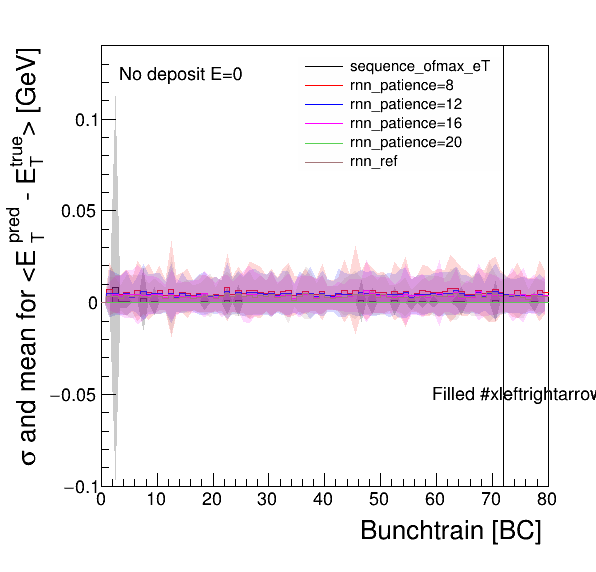 σ and mean for <E_T^pred - E_T^true> [GeV]
No deposit E=0
sequence_ofmax_eT
rnn_patience=8
rnn_patience=12
rnn_patience=16
rnn_patience=20
rnn_ref
0.1
0.05
0
−0.05
−0.1
Filled #xleftrightarrow
0 10 20 30 40 50 60 70 80
Bunchtrain [BC]